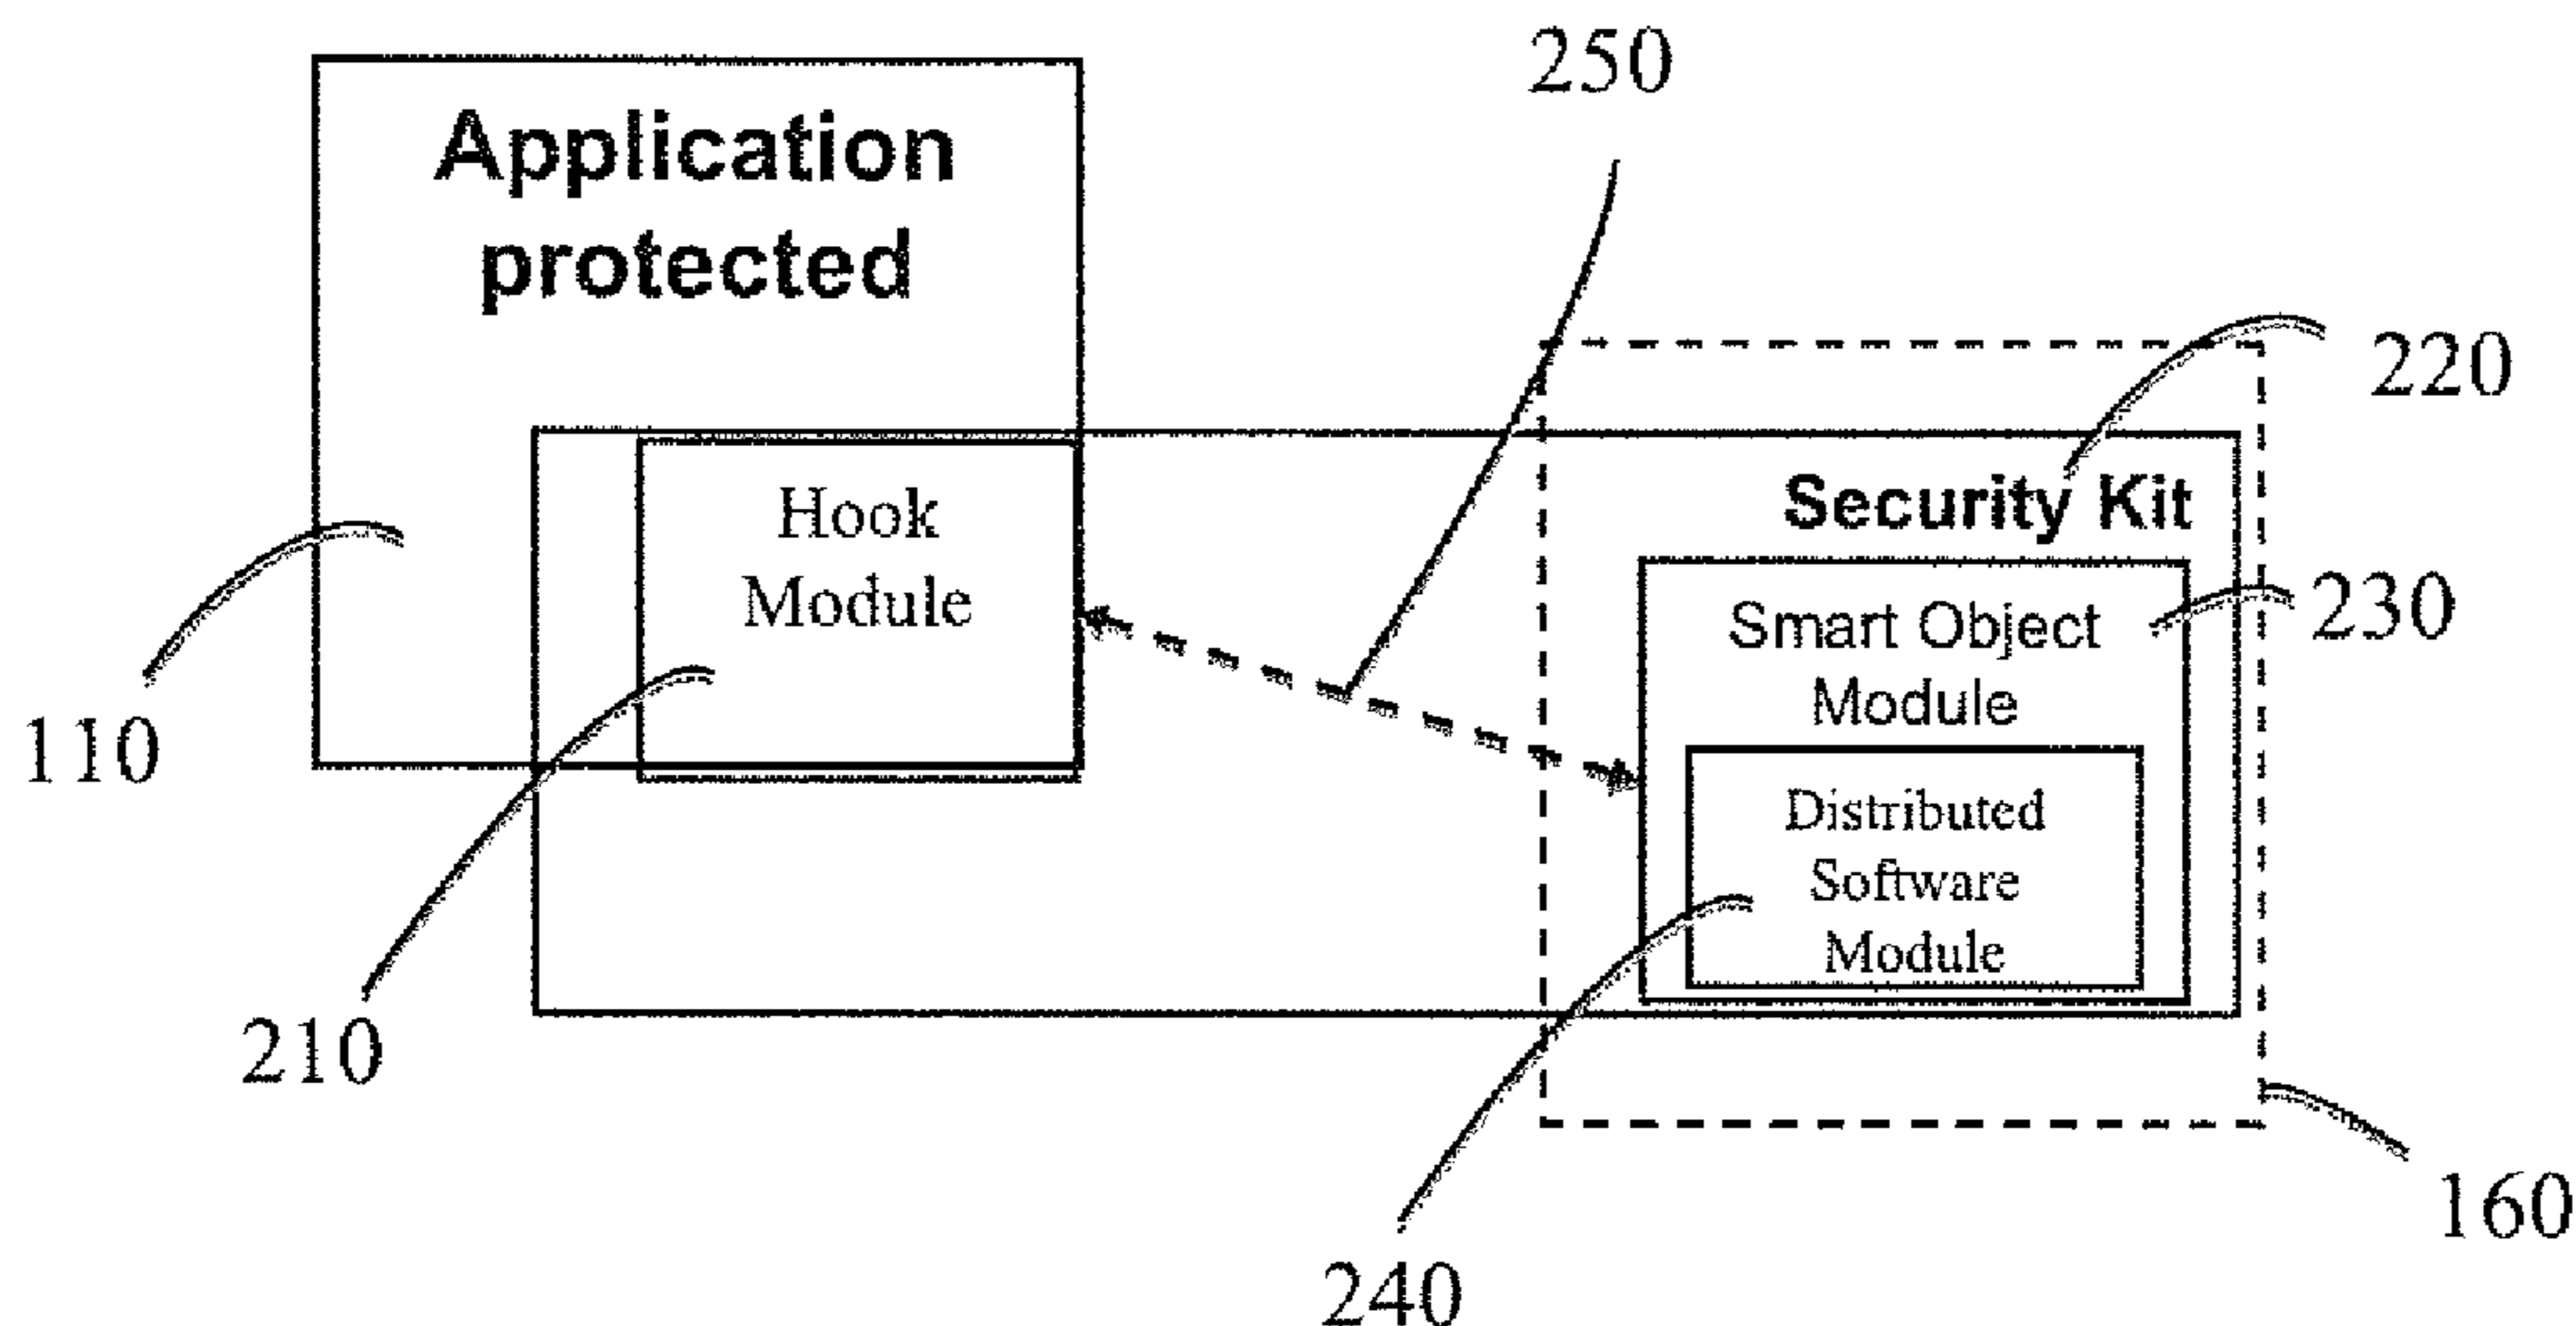 250
Application
protected
220
Security Kit
Hook
Module
230
Smart Object
Module
110
Distributed
Software
Module
210
160
240